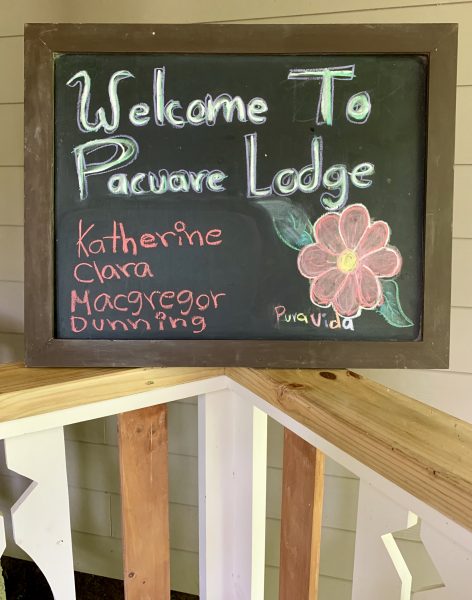 Welcome To
Pacuare Lodge
Katherine
Clara
Macgregor
Dunning
Pura Vida